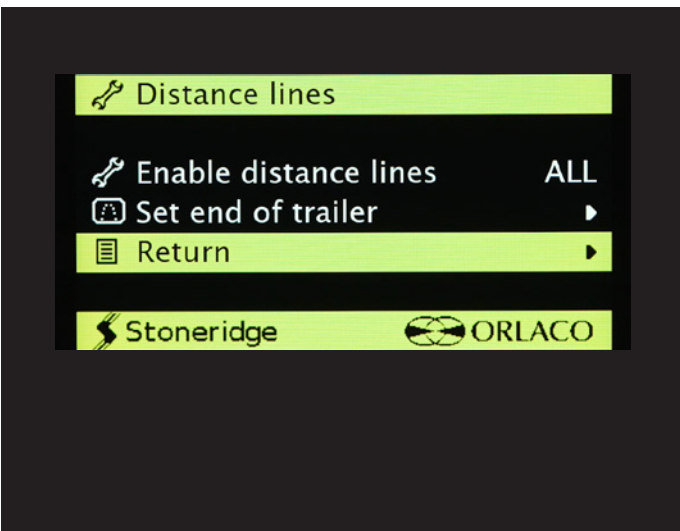 Distance lines
Enable distance lines ALL
Set end of trailer
Return
Stoneridge ORLACO